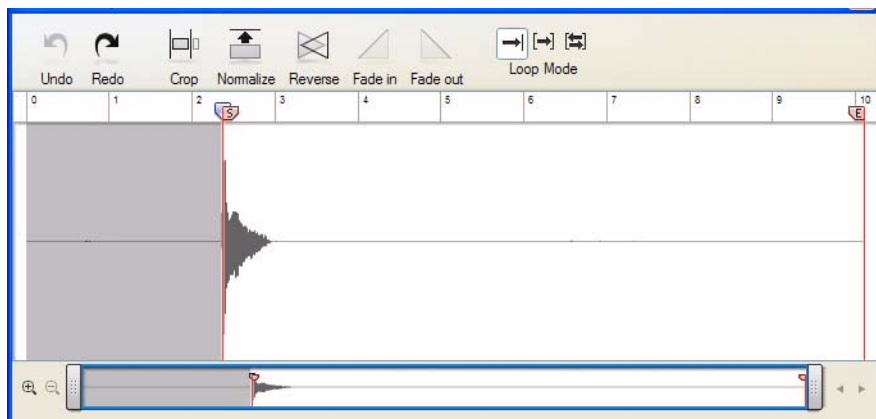 Undo Redo Crop Normalize Reverse Fade in Fade out Loop Mode
0 1 2 3 4 5 6 7 8 9 10
S E